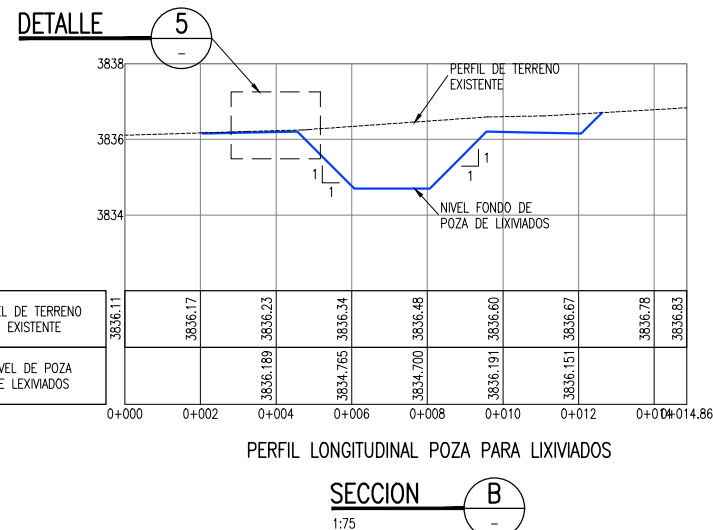 DETALLE
5
-
3838
PERFIL DE TERRENO
EXISTENTE
3836
1
1
1
1
3834
NIVEL FONDO DE
POZA DE LIXIVIADOS
EL DE TERRENO
EXISTENTE
3836.11
3836.17
3836.23
3836.34
3836.48
3836.60
3836.67
3836.78
3836.83
VEL DE POZA
E LEXIVIADOS
3836.189
3834.765
3834.700
3836.191
3836.151
0+000
0+002
0+004
0+006
0+008
0+010
0+012
0+014
0+014.86
PERFIL LONGITUDINAL POZA PARA LIXIVIADOS
SECCION
B
-
1:75